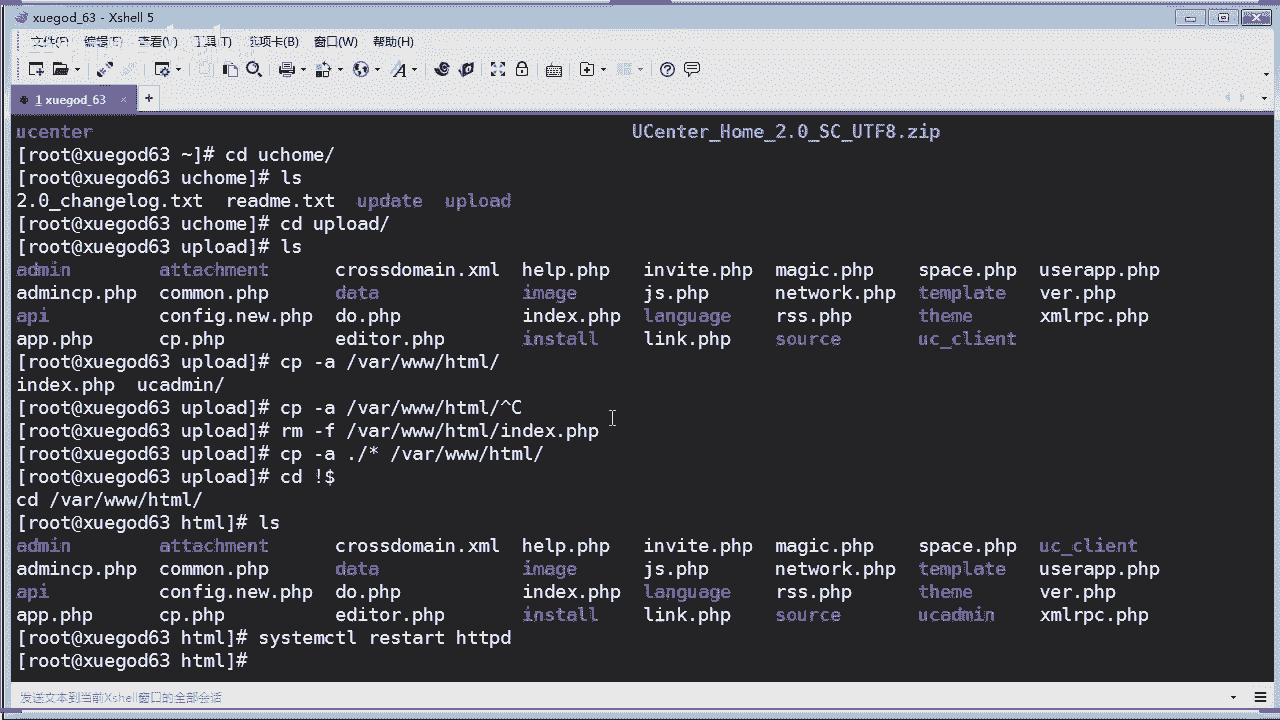 xuegod_63 - Xshell 5
文件(F) 编辑(E) 查看(V) 工具(T) 选项卡(B) 窗口(W) 帮助(H)
1 xuegod_63 × +
ucenter UCenter_Home_2.0_SC_UTF8.zip
[root@xuegod63 ~]# cd uchome/
[root@xuegod63 uchome]# ls
2.0_changelog.txt readme.txt update upload
[root@xuegod63 uchome]# cd upload/
[root@xuegod63 upload]# ls
admin attachment crossdomain.xml help.php invite.php magic.php space.php userapp.php
admincp.php common.php data image js.php network.php template ver.php
api config.new.php do.php index.php language rss.php theme xmlrpc.php
app.php cp.php editor.php install link.php source uc_client
[root@xuegod63 upload]# cp -a /var/www/html/
index.php ucadmin/
[root@xuegod63 upload]# cp -a /var/www/html/^C
[root@xuegod63 upload]# rm -f /var/www/html/index.php
[root@xuegod63 upload]# cp -a ./* /var/www/html/
[root@xuegod63 upload]# cd !$
cd /var/www/html/
[root@xuegod63 html]# ls
admin attachment crossdomain.xml help.php invite.php magic.php space.php uc_client
admincp.php common.php data image js.php network.php template userapp.php
api config.new.php do.php index.php language rss.php theme ver.php
app.php cp.php editor.php install link.php source ucadmin xmlrpc.php
[root@xuegod63 html]# systemctl restart httpd
[root@xuegod63 html]#
发送文本到当前Xshell窗口的全部会话